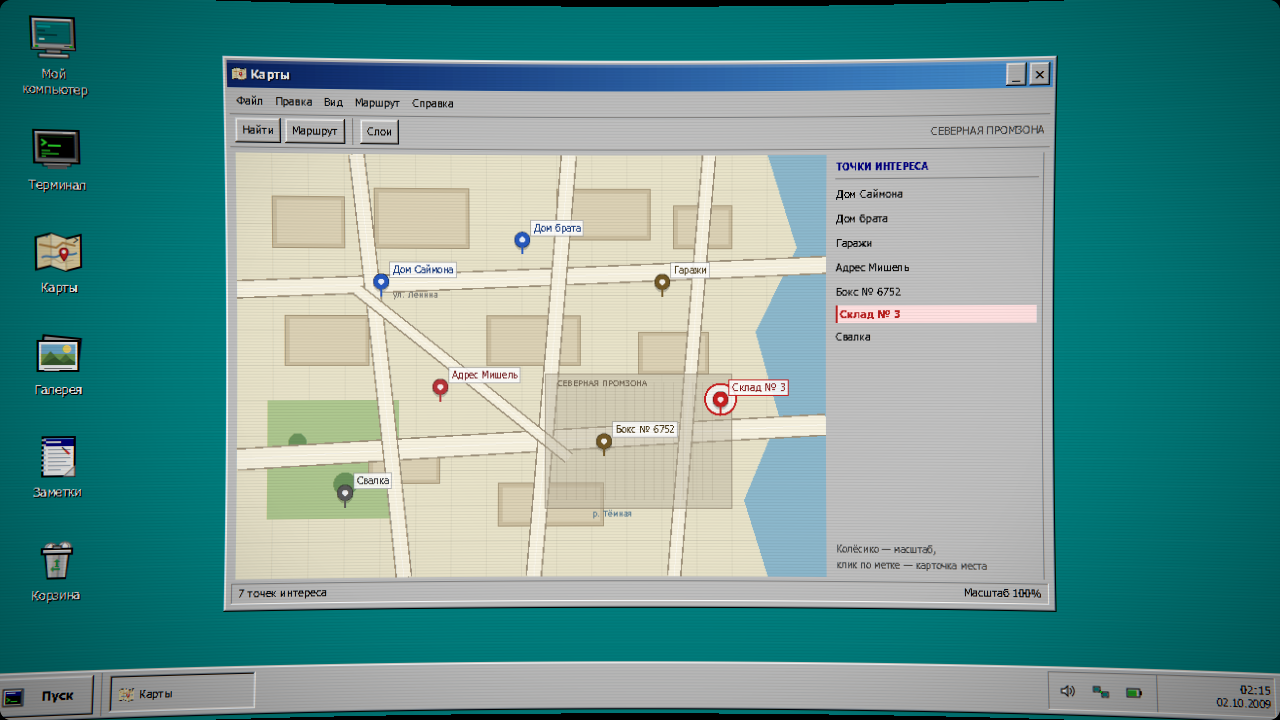 Мой
компьютер
Терминал
Карты
Галерея
Заметки
Корзина
Карты
Файл Правка Вид Маршрут Справка
Найти Маршрут Слои
СЕВЕРНАЯ ПРОМЗОНА
Дом брата
Дом Саймона
Гаражи
ул. Ленина
Адрес Мишель
СЕВЕРНАЯ ПРОМЗОНА
Склад № 3
Бокс № 6752
Свалка
р. Тёмная
ТОЧКИ ИНТЕРЕСА
Дом Саймона
Дом брата
Гаражи
Адрес Мишель
Бокс № 6752
Склад № 3
Свалка
Колёсико — масштаб,
клик по метке — карточка места
7 точек интереса
Масштаб 100%
Пуск
Карты
02:15
02.10.2009